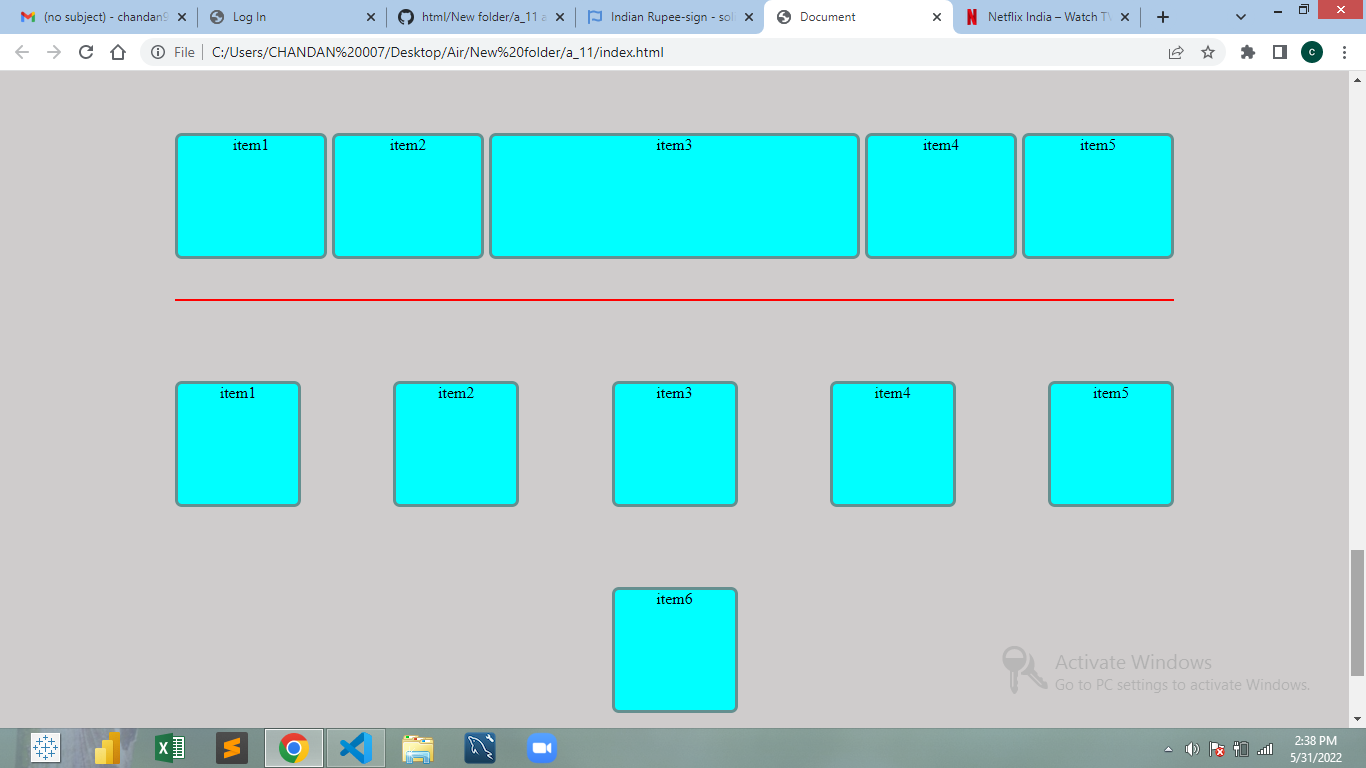 (no subject) - chandan9
Log In
html/New folder/a_11 a
Indian Rupee-sign - soli
Document
Netflix India – Watch TV
File
C:/Users/CHANDAN%20007/Desktop/Air/New%20folder/a_11/index.html
c
item1 item2 item3 item4 item5
item1 item2 item3 item4 item5
item6
Activate Windows
Go to PC settings to activate Windows.
2:38 PM
5/31/2022